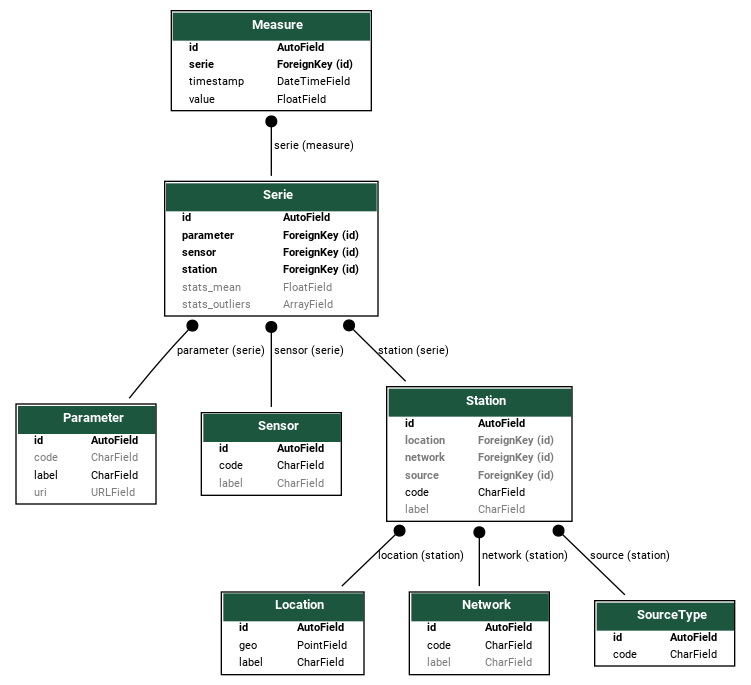 Measure
id AutoField
serie ForeignKey (id)
timestamp DateTimeField
value FloatField
serie (measure)
Serie
id AutoField
parameter ForeignKey (id)
sensor ForeignKey (id)
station ForeignKey (id)
stats_mean FloatField
stats_outliers ArrayField
parameter (serie) sensor (serie) station (serie)
Parameter
id AutoField
code CharField
label CharField
uri URLField
Sensor
id AutoField
code CharField
label CharField
Station
id AutoField
location ForeignKey (id)
network ForeignKey (id)
source ForeignKey (id)
code CharField
label CharField
location (station) network (station) source (station)
Location
id AutoField
geo PointField
label CharField
Network
id AutoField
code CharField
label CharField
SourceType
id AutoField
code CharField